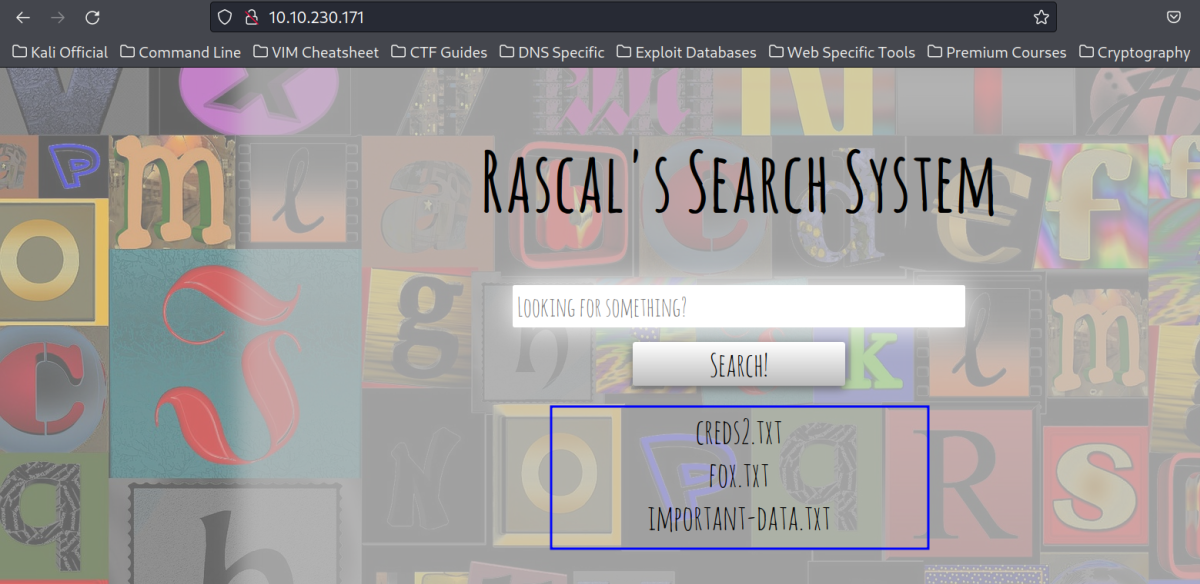 10.10.230.171
Kali Official Command Line VIM Cheatsheet CTF Guides DNS Specific Exploit Databases Web Specific Tools Premium Courses Cryptography
Rascal's Search System
Looking for something?
Search!
creds2.txt
fox.txt
important-data.txt